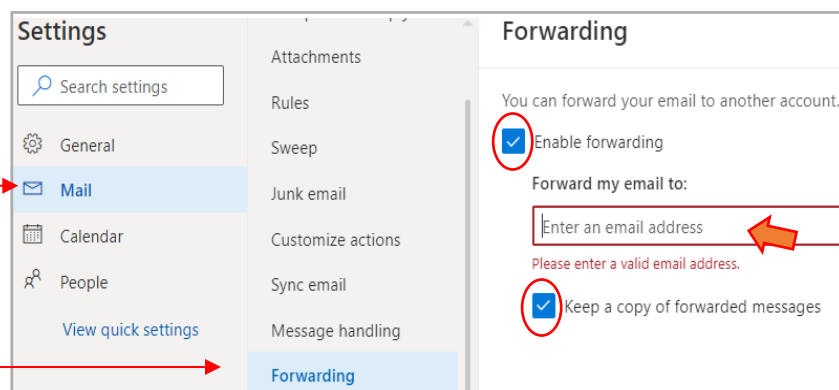 Settings
Search settings
General
Mail
Calendar
People
View quick settings
Attachments
Rules
Sweep
Junk email
Customize actions
Sync email
Message handling
Forwarding
Forwarding
You can forward your email to another account.
Enable forwarding
Forward my email to:
Enter an email address
Please enter a valid email address.
Keep a copy of forwarded messages